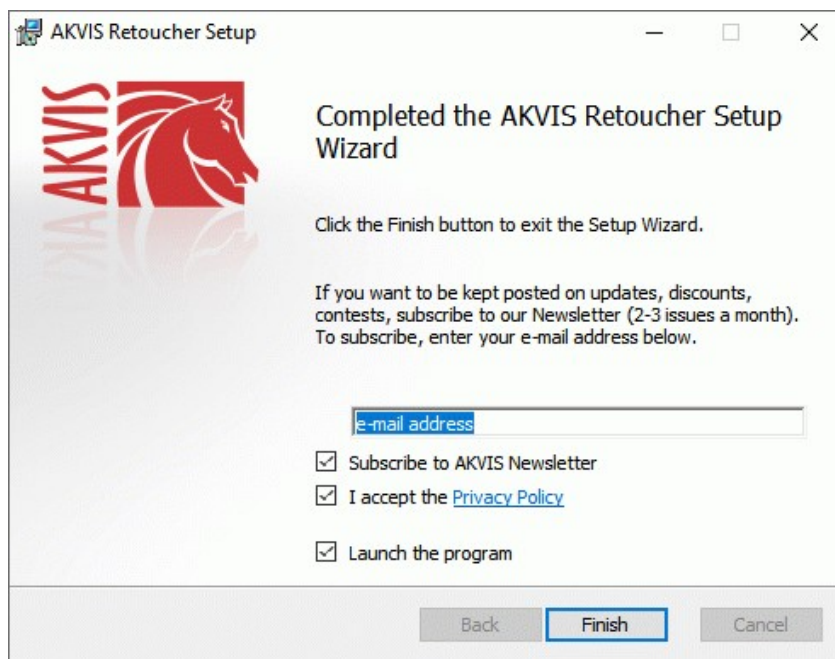 AKVIS Retoucher Setup
AKVIS
Completed the AKVIS Retoucher Setup
Wizard
Click the Finish button to exit the Setup Wizard.
If you want to be kept posted on updates, discounts,
contests, subscribe to our Newsletter (2-3 issues a month).
To subscribe, enter your e-mail address below.
e-mail address
Subscribe to AKVIS Newsletter
I accept the Privacy Policy
Launch the program
Back
Finish
Cancel